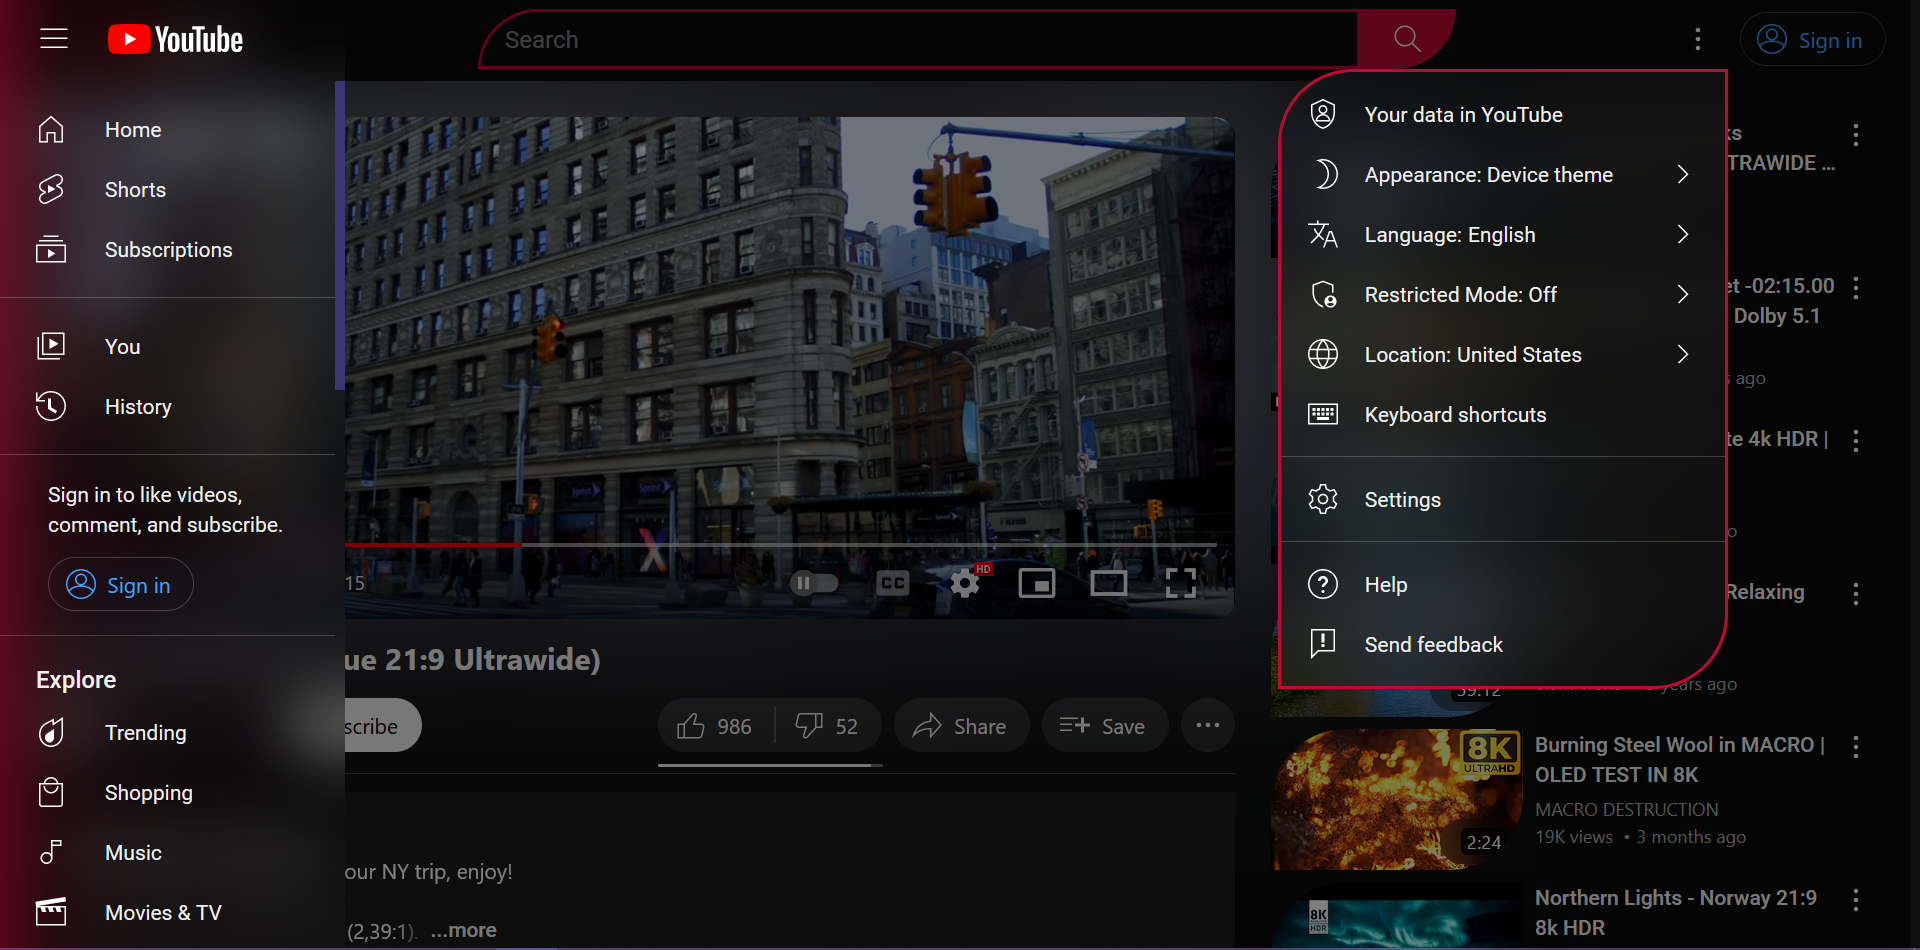 YouTube
Search
Sign in
Home
Shorts
Subscriptions
You
History
Sign in to like videos,
comment, and subscribe.
Sign in
Explore
Trending
Shopping
Music
Movies & TV
Sprint
Sprint
15
CC
HD
ue 21:9 Ultrawide)
scribe
986
52
Share
Save
our NY trip, enjoy!
(2,39:1). ...more
Your data in YouTube
Appearance: Device theme
Language: English
Restricted Mode: Off
Location: United States
Keyboard shortcuts
Settings
Help
Send feedback
ks
TRAWIDE ...
et -02:15.00
Dolby 5.1
s ago
te 4k HDR |
o
Relaxing
years ago
39:12
8K
ULTRAHD
2:24
Burning Steel Wool in MACRO |
OLED TEST IN 8K
MACRO DESTRUCTION
19K views • 3 months ago
8K
HDR
Northern Lights - Norway 21:9
8k HDR